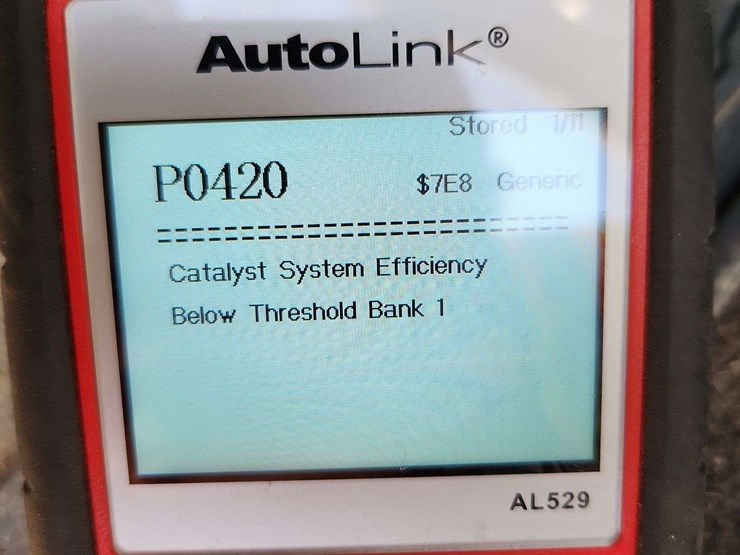 AutoLink®
Stored 1/11
P0420
$7E8 Generic
=========================
Catalyst System Efficiency
Below Threshold Bank 1
AL529